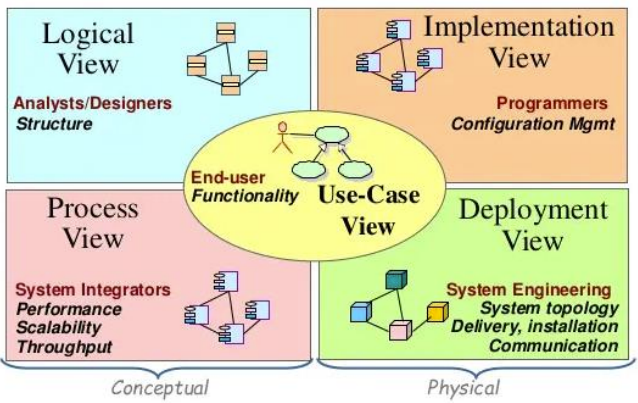 Logical
View
Analysts/Designers
Structure
Implementation
View
Programmers
Configuration Mgmt
End-user
Functionality
Use-Case
View
Process
View
System Integrators
Performance
Scalability
Throughput
Deployment
View
System Engineering
System topology
Delivery, installation
Communication
Conceptual
Physical